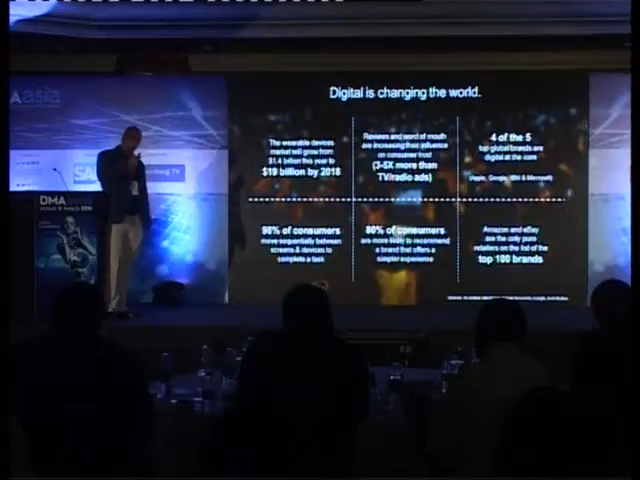 Digital is changing the world.
The wearable devices
market will grow from
$1.4 billion this year to
$19 billion by 2018
Reviews and word of mouth
are increasing their influence
on consumer trust
(3-5X more than
TV/radio ads)
4 of the 5
top global brands are
digital at the core
(Apple, Google, IBM & Microsoft)
98% of consumers
move sequentially between
screens & devices to
complete a task
80% of consumers
are more likely to recommend
a brand that offers a
simpler experience
Amazon and eBay
are the only pure
retailers on the list of the
top 100 brands
Aasia
DMA